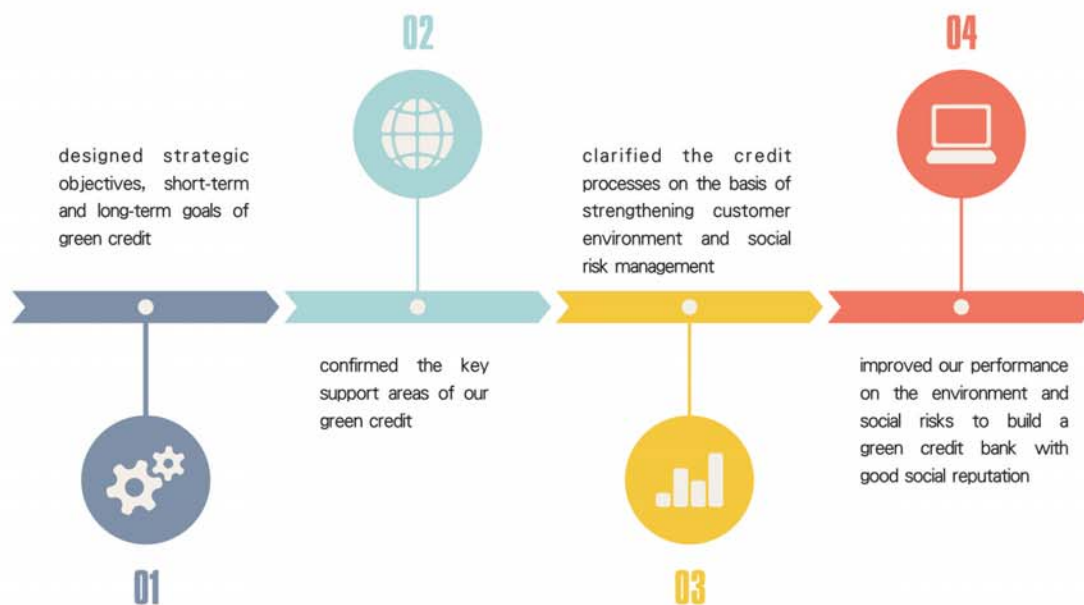 01
designed strategic
objectives, short-term
and long-term goals of
green credit
02
confirmed the key
support areas of our
green credit
03
clarified the credit
processes on the basis of
strengthening customer
environment and social
risk management
04
improved our performance
on the environment and
social risks to build a
green credit bank with
good social reputation